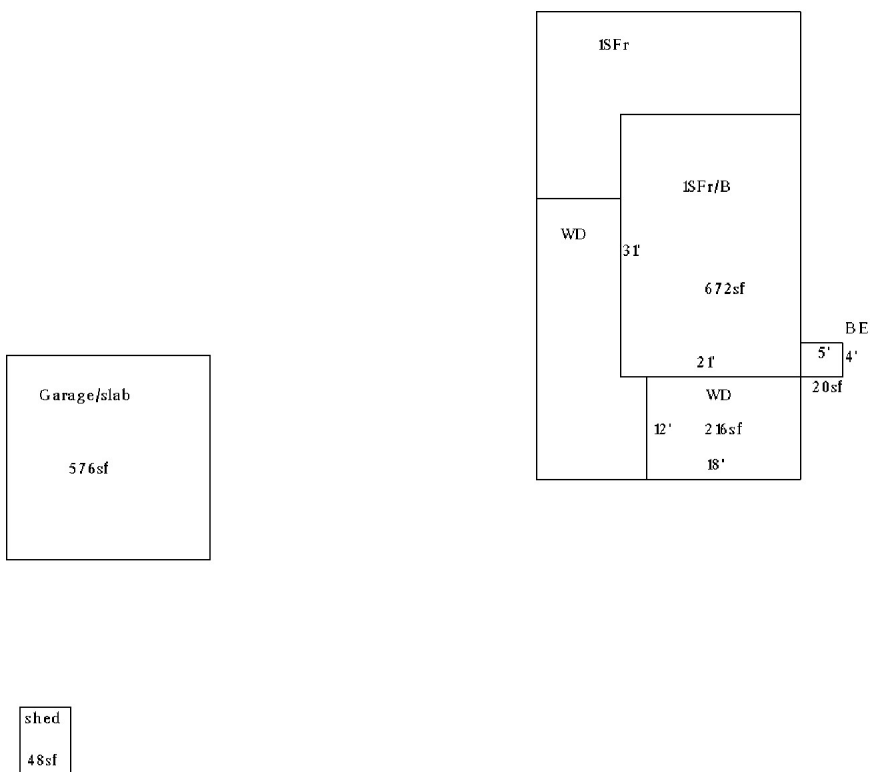 1SFr
1SFr/B
WD
31'
672sf
BE
5'
4'
21'
20sf
Garage/slab
WD
12'
216sf
18'
576sf
shed
48sf